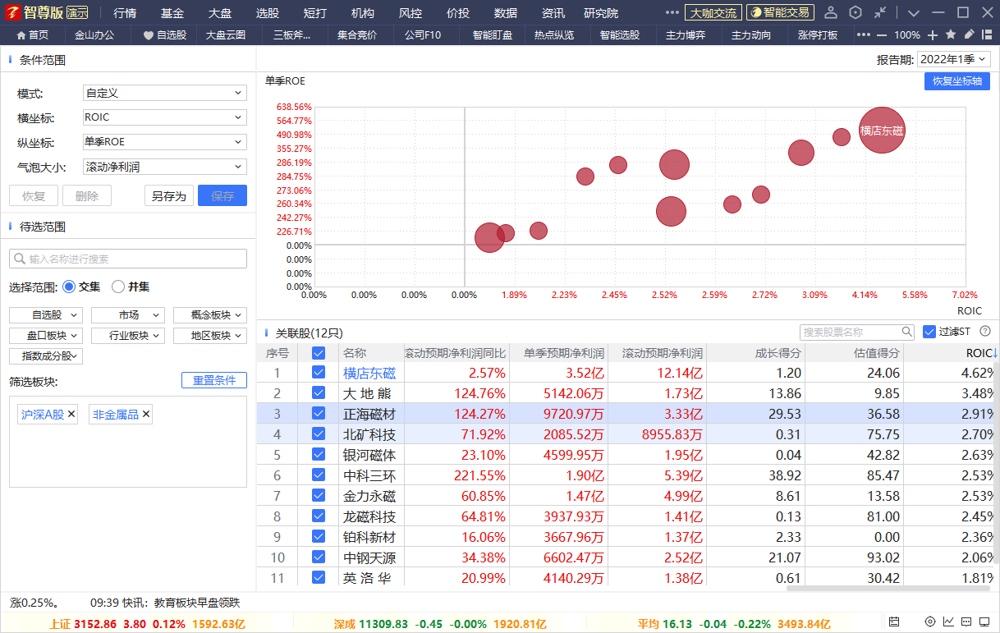 智尊版 演示 行情 基金 大盘 选股 短打 机构 风控 价投 数据 资讯 研究院 ••• 大咖交流 智能交易
首页 金山办公 自选股 大盘云图 三板斧... 集合竞价 公司F10 智能盯盘 热点纵览 智能选股 主力博弈 主力动向 涨停打板 ••• 100%
条件范围
模式: 自定义
横坐标: ROIC
纵坐标: 单季ROE
气泡大小: 滚动净利润
恢复 删除 另存为 保存
待选范围
输入名称进行搜索
选择范围: 交集 并集
自选股 市场 概念板块
盘口板块 行业板块 地区板块
指数成分股
筛选板块: 重置条件
沪深A股 × 非金属品 ×
报告期: 2022年1季
单季ROE 恢复坐标轴
638.56%
564.77%
490.98%
355.27%
286.19%
284.75%
273.06%
260.34%
242.27%
226.71%
0.00%
0.00%
0.00%
0.00%
横店东磁
0.00% 0.00% 0.00% 0.00% 1.89% 2.23% 2.45% 2.52% 2.59% 2.72% 3.09% 4.14% 5.58% 7.02%
ROIC
关联股(12只) 搜索股票名称 过滤ST ?
序号 名称 滚动预期净利润同比 单季预期净利润 滚动预期净利润 成长得分 估值得分 ROIC↓
1 横店东磁 2.57% 3.52亿 12.14亿 1.20 24.06 4.62%
2 大 地 熊 124.76% 5142.06万 1.73亿 13.86 9.85 3.48%
3 正海磁材 124.27% 9720.97万 3.33亿 29.53 36.58 2.91%
4 北矿科技 71.92% 2085.52万 8955.83万 0.31 75.75 2.70%
5 银河磁体 23.10% 4599.95万 1.95亿 0.04 42.82 2.63%
6 中科三环 221.55% 1.90亿 5.39亿 38.92 85.47 2.53%
7 金力永磁 60.85% 1.47亿 4.99亿 8.61 13.58 2.53%
8 龙磁科技 64.81% 3937.93万 1.41亿 0.13 81.00 2.45%
9 铂科新材 16.06% 3667.96万 1.37亿 2.33 0.00 2.36%
10 中钢天源 34.38% 6602.47万 2.52亿 21.07 93.02 2.06%
11 英 洛 华 20.99% 4140.29万 1.38亿 0.61 30.42 1.81%
涨0.25%。 09:39 快讯：教育板块早盘领跌
上证 3152.86 3.80 0.12% 1592.63亿 深成 11309.83 -0.45 -0.00% 1920.81亿 平均 16.13 -0.04 -0.22% 3493.84亿